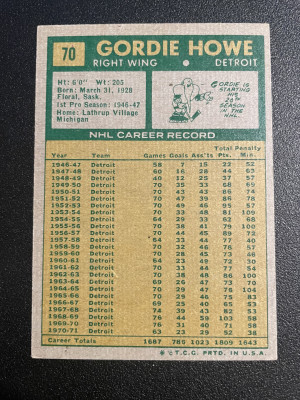 70
GORDIE HOWE
RIGHT WING • DETROIT
Ht: 6'0" Wt: 205
Born: March 31, 1928
Floral, Sask.
1st Pro Season: 1946-47
Home: Lathrup Village
Michigan
GORDIE IS
STARTING
HIS
26TH
SEASON
IN THE
NHL.
NHL CAREER RECORD
Total Penalty
Year Team Games Goals Ass'ts Pts. Min.
1946-47 Detroit 58 7 15 22 52
1947-48 Detroit 60 16 28 44 63
1948-49 Detroit 40 12 25 37 57
1949-50 Detroit 70 35 33 68 69
1950-51 Detroit 70 43 43 86 74
1951-52 Detroit 70 47 39 86 78
1952-53 Detroit 70 49 46 95 57
1953-54 Detroit 70 33 48 81 109
1954-55 Detroit 64 29 33 62 68
1955-56 Detroit 70 38 41 79 100
1956-57 Detroit 70 44 45 89 72
1957-58 Detroit 64 33 44 77 40
1958-59 Detroit 70 32 46 78 57
1959-60 Detroit 70 28 45 73 46
1960-61 Detroit 64 23 49 72 30
1961-62 Detroit 70 33 44 77 54
1962-63 Detroit 70 38 48 86 100
1963-64 Detroit 69 26 47 73 70
1964-65 Detroit 70 29 47 76 104
1965-66 Detroit 70 29 46 75 83
1966-67 Detroit 69 25 40 65 53
1967-68 Detroit 74 39 43 82 53
1968-69 Detroit 76 44 59 103 58
1969-70 Detroit 76 31 40 71 58
1970-71 Detroit 63 23 29 52 38
Career Totals 1687 786 1023 1809 1643
© T.C.G. PRTD. IN U.S.A.